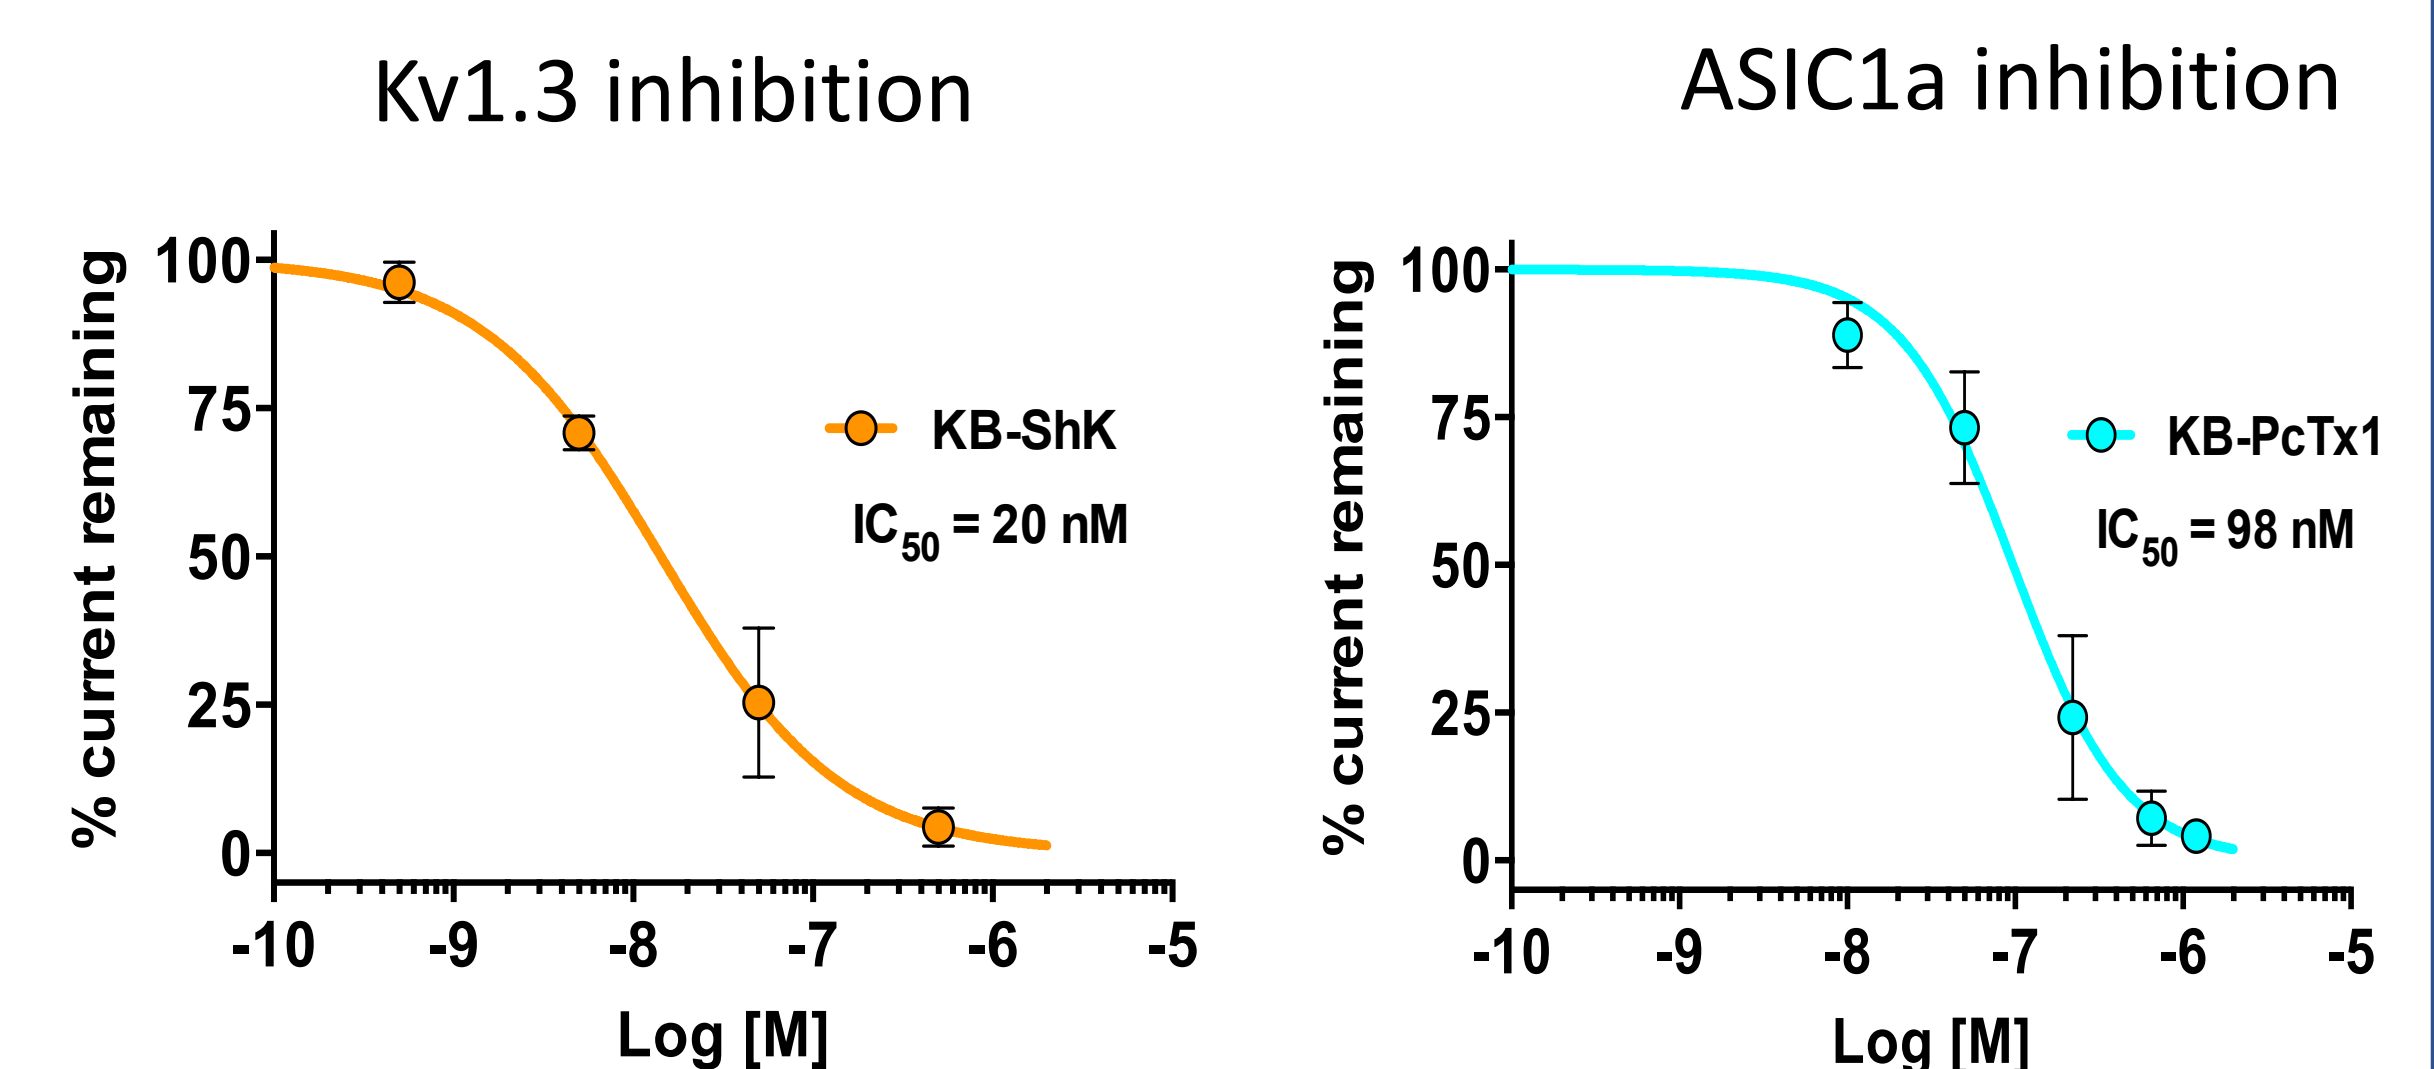 Kv1.3 inhibition
% current remaining
100
75
50
25
0
-10 -9 -8 -7 -6 -5
Log [M]
KB-ShK
IC50 = 20 nM
ASIC1a inhibition
% current remaining
100
75
50
25
0
-10 -9 -8 -7 -6 -5
Log [M]
KB-PcTx1
IC50 = 98 nM